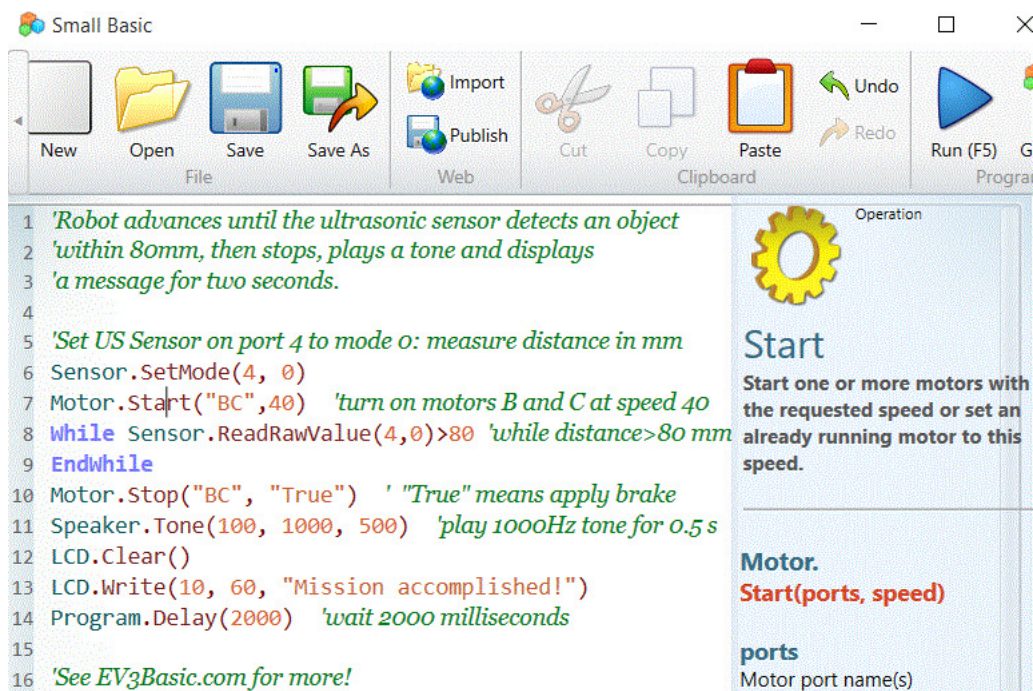 Small Basic
New
Open
Save
Save As
Import
Publish
Cut
Copy
Paste
Undo
Redo
Run (F5)
File
Web
Clipboard
1 'Robot advances until the ultrasonic sensor detects an object
2 'within 80mm, then stops, plays a tone and displays
3 'a message for two seconds.
4
5 'Set US Sensor on port 4 to mode 0: measure distance in mm
6 Sensor.SetMode(4, 0)
7 Motor.Start("BC",40) 'turn on motors B and C at speed 40
8 While Sensor.ReadRawValue(4,0)>80 'while distance>80 mm
9 EndWhile
10 Motor.Stop("BC", "True") ' "True" means apply brake
11 Speaker.Tone(100, 1000, 500) 'play 1000Hz tone for 0.5 s
12 LCD.Clear()
13 LCD.Write(10, 60, "Mission accomplished!")
14 Program.Delay(2000) 'wait 2000 milliseconds
15
16 'See EV3Basic.com for more!
Operation
Start
Start one or more motors with
the requested speed or set an
already running motor to this
speed.
Motor.
Start(ports, speed)
ports
Motor port name(s)